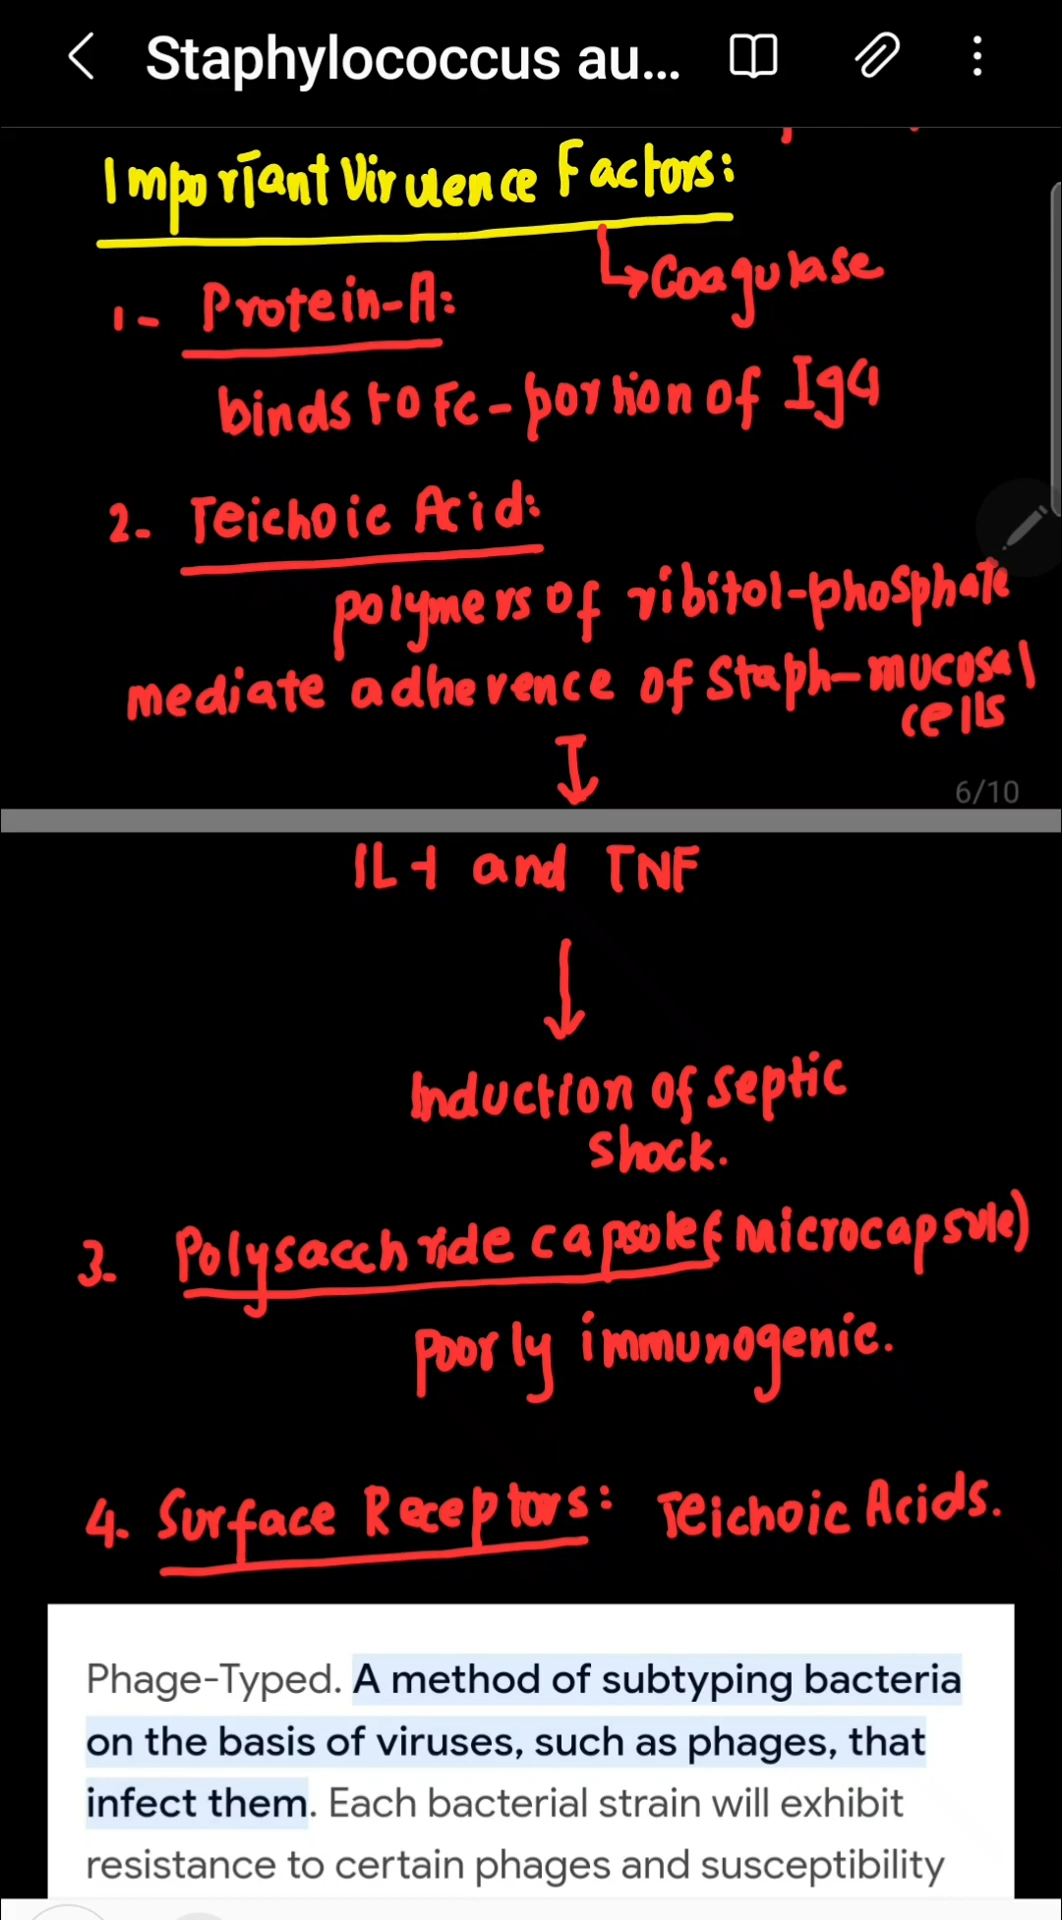 Staphylococcus au...
Important Virulence Factors:
↳ Coagulase
1- Protein-A:
binds to Fc-portion of IgG
2- Teichoic Acid:
polymers of ribitol-phosphate
mediate adherence of Staph-mucosal
cells
↓
6/10
IL-1 and TNF
↓
Induction of septic
shock.
3- Polysacchride capsule (Microcapsule)
Poorly immunogenic.
4. Surface Receptors: Teichoic Acids.
Phage-Typed. A method of subtyping bacteria
on the basis of viruses, such as phages, that
infect them. Each bacterial strain will exhibit
resistance to certain phages and susceptibility